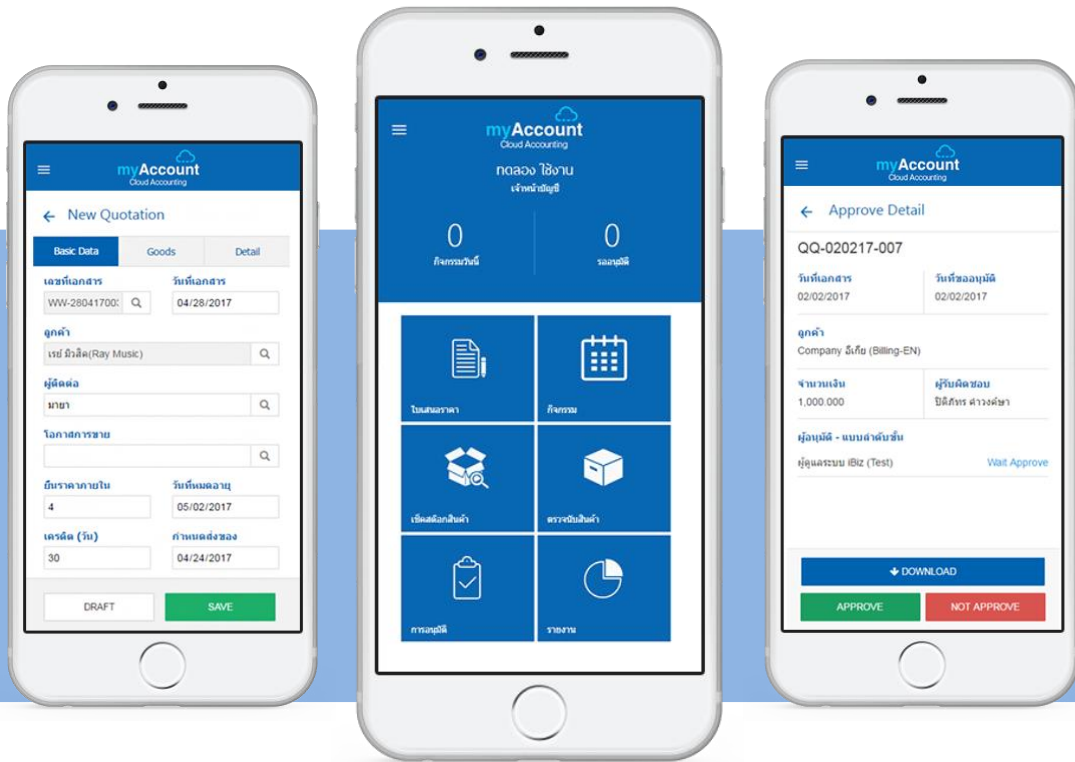 myAccount
Cloud Accounting
New Quotation
Basic Data Goods Detail
เลขที่เอกสาร วันที่เอกสาร
WW-28041700: 04/28/2017
ลูกค้า
เรย์ มิวสิค(Ray Music)
ผู้ติดต่อ
มายา
โอกาสการขาย
ยืนราคาภายใน วันที่หมดอายุ
4 05/02/2017
เครดิต (วัน) กำหนดส่งของ
30 04/24/2017
DRAFT SAVE
myAccount
Cloud Accounting
ทดลอง ใช้งาน
เจ้าหน้าบัญชี
0 0
กิจกรรมวันนี้ รออนุมัติ
ใบเสนอราคา กิจกรรม
เช็คสต๊อกสินค้า ตรวจนับสินค้า
การอนุมัติ รายงาน
myAccount
Cloud Accounting
Approve Detail
QQ-020217-007
วันที่เอกสาร วันที่ขออนุมัติ
02/02/2017 02/02/2017
ลูกค้า
Company อีเกีย (Billing-EN)
จำนวนเงิน ผู้รับผิดชอบ
1,000.000 ปิติภัทร คำวงค์ษา
ผู้อนุมัติ - แบบลำดับชั้น
ผู้ดูแลระบบ iBiz (Test) Wait Approve
DOWNLOAD
APPROVE NOT APPROVE